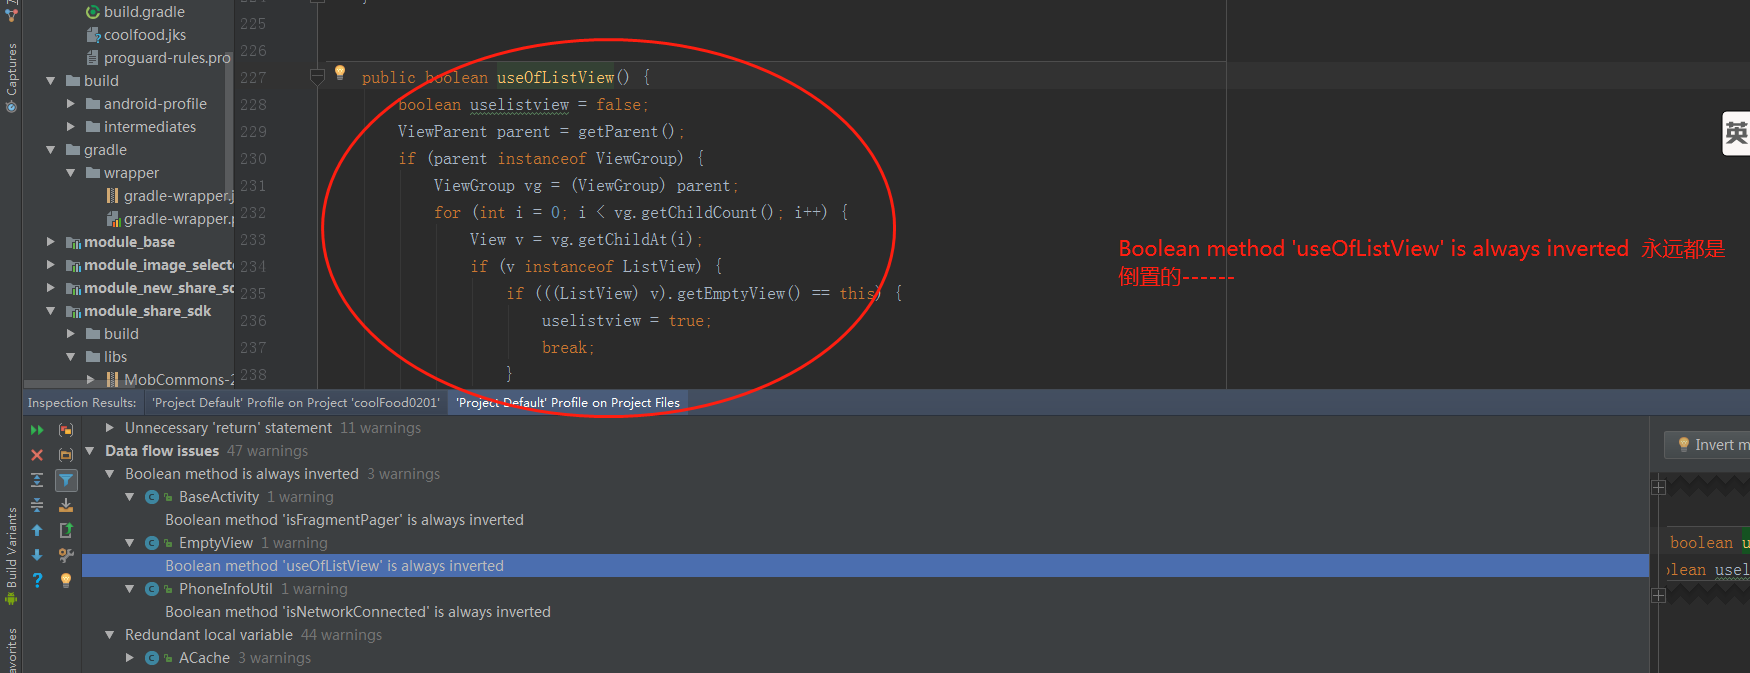 Captures
build.gradle
coolfood.jks
proguard-rules.pro
build
android-profile
intermediates
gradle
wrapper
gradle-wrapper.j
gradle-wrapper.p
module_base
module_image_selecto
module_new_share_sd
module_share_sdk
build
libs
MobCommons-2
225
226
227 public boolean useOfListView() {
228 boolean uselistview = false;
229 ViewParent parent = getParent();
230 if (parent instanceof ViewGroup) {
231 ViewGroup vg = (ViewGroup) parent;
232 for (int i = 0; i < vg.getChildCount(); i++) {
233 View v = vg.getChildAt(i);
234 if (v instanceof ListView) {
235 if (((ListView) v).getEmptyView() == this) {
236 uselistview = true;
237 break;
238 }
Boolean method 'useOfListView' is always inverted 永远都是
倒置的------
英
Inspection Results: 'Project Default' Profile on Project 'coolFood0201' 'Project Default' Profile on Project Files
Unnecessary 'return' statement 11 warnings
Data flow issues 47 warnings
Boolean method is always inverted 3 warnings
BaseActivity 1 warning
Boolean method 'isFragmentPager' is always inverted
EmptyView 1 warning
Boolean method 'useOfListView' is always inverted
PhoneInfoUtil 1 warning
Boolean method 'isNetworkConnected' is always inverted
Redundant local variable 44 warnings
ACache 3 warnings
Build Variants
avorites
Invert m
boolean u
lean usel